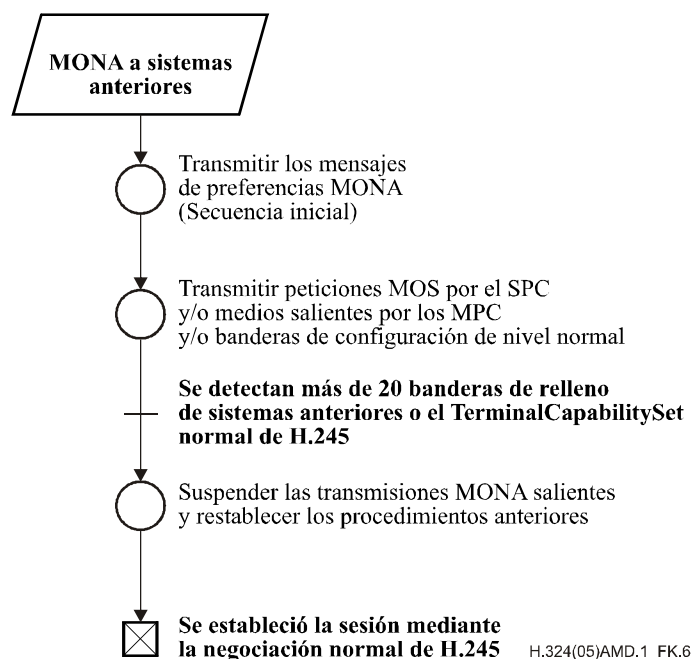 MONA a sistemas
anteriores
Transmitir los mensajes
de preferencias MONA
(Secuencia inicial)
Transmitir peticiones MOS por el SPC
y/o medios salientes por los MPC
y/o banderas de configuración de nivel normal
Se detectan más de 20 banderas de relleno
de sistemas anteriores o el TerminalCapabilitySet
normal de H.245
Suspender las transmisiones MONA salientes
y restablecer los procedimientos anteriores
Se estableció la sesión mediante
la negociación normal de H.245
H.324(05)AMD.1 FK.6